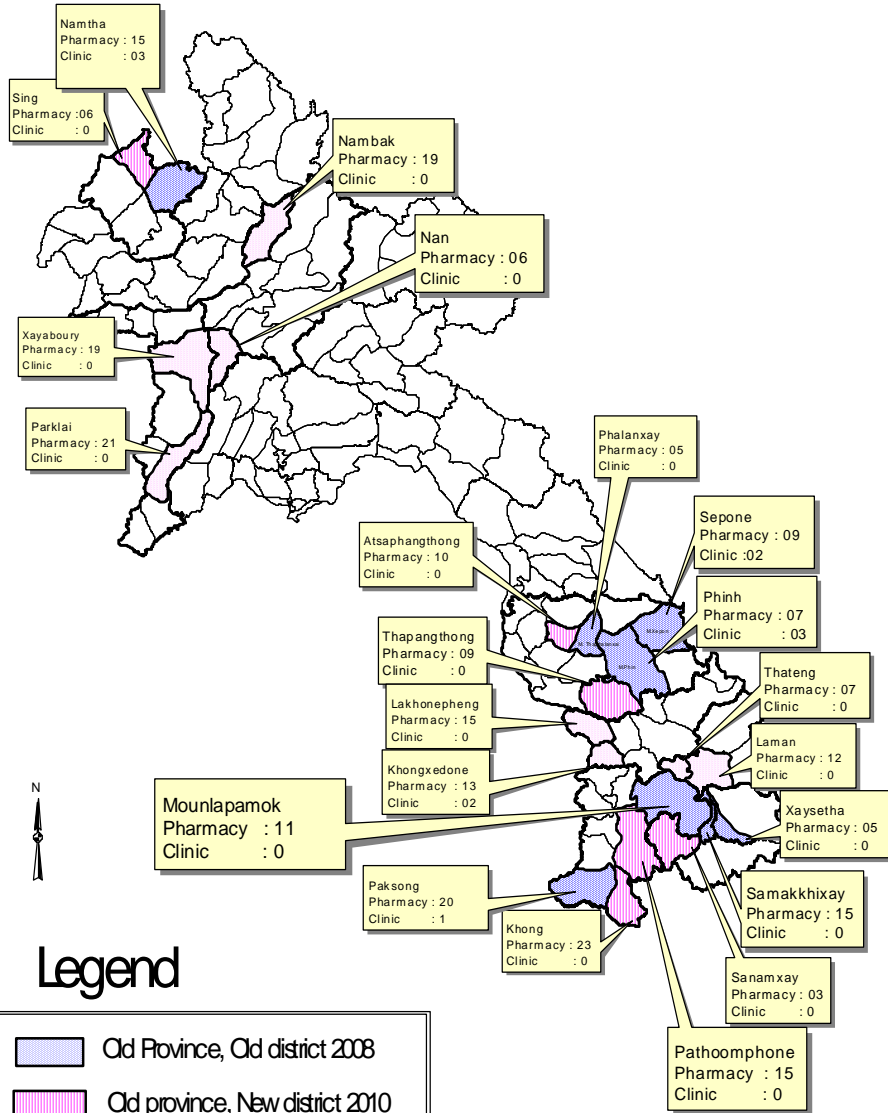 Namtha
Pharmacy : 15
Clinic : 03
Sing
Pharmacy :06
Clinic : 0
Nambak
Pharmacy : 19
Clinic : 0
Nan
Pharmacy : 06
Clinic : 0
Xayaboury
Pharmacy : 19
Clinic : 0
Parklai
Pharmacy : 21
Clinic : 0
Phalanxay
Pharmacy : 05
Clinic : 0
Sepone
Pharmacy : 09
Clinic :02
Atsaphangthong
Pharmacy : 10
Clinic : 0
Phinh
Pharmacy : 07
Clinic : 03
Thapangthong
Pharmacy : 09
Clinic : 0
Thateng
Pharmacy : 07
Clinic : 0
Lakhonepheng
Pharmacy : 15
Clinic : 0
Laman
Pharmacy : 12
Clinic : 0
Khongxedone
Pharmacy : 13
Clinic : 02
Mounlapamok
Pharmacy : 11
Clinic : 0
Xaysetha
Pharmacy : 05
Clinic : 0
Paksong
Pharmacy : 20
Clinic : 1
Samakkhixay
Pharmacy : 15
Clinic : 0
Khong
Pharmacy : 23
Clinic : 0
Sanamxay
Pharmacy : 03
Clinic : 0
Pathoomphone
Pharmacy : 15
Clinic : 0
N
Legend
Old Province, Old district 2008
Old province, New district 2010